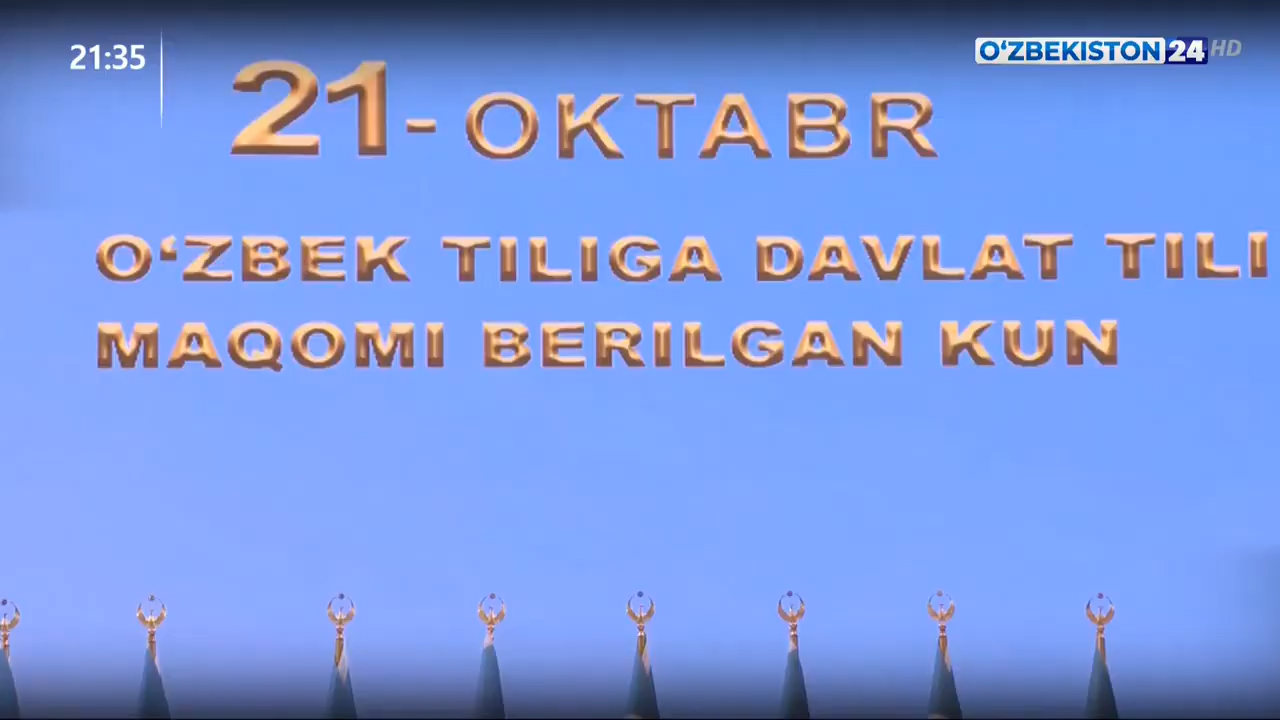 21:35
O‘ZBEKISTON 24 HD
21-OKTABR
O‘ZBEK TILIGA DAVLAT TILI
MAQOMI BERILGAN KUN